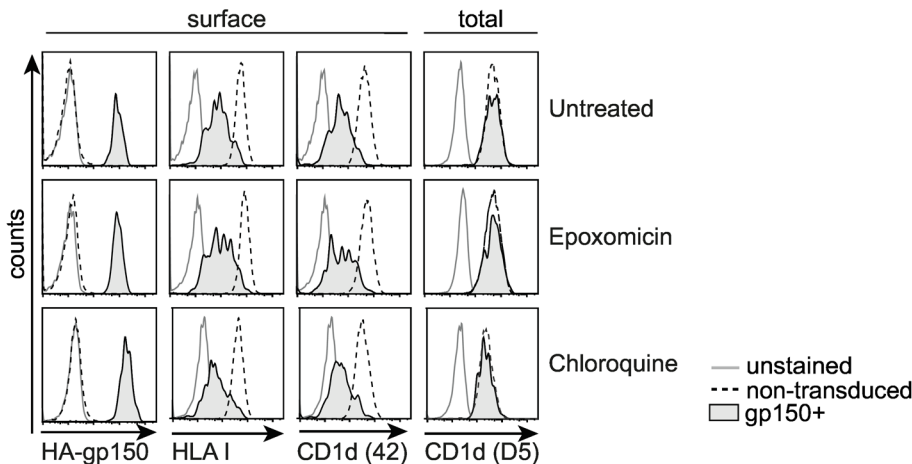 surface total
counts
Untreated
Epoxomicin
Chloroquine
HA-gp150 HLA I CD1d (42) CD1d (D5)
unstained
non-transduced
gp150+